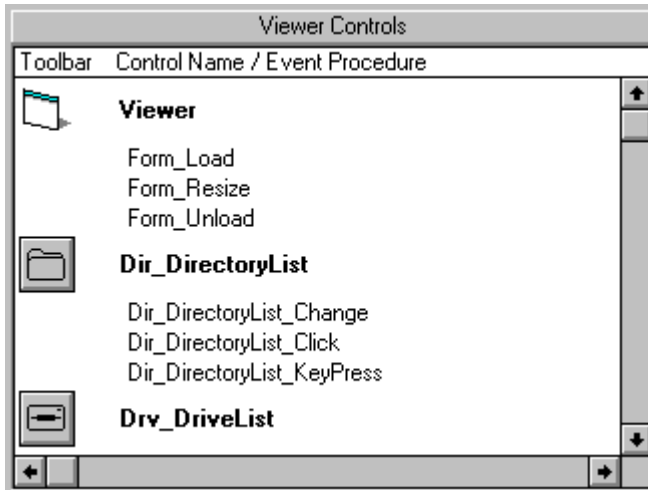 Viewer Controls
Toolbar Control Name / Event Procedure
Viewer
Form_Load
Form_Resize
Form_Unload
Dir_DirectoryList
Dir_DirectoryList_Change
Dir_DirectoryList_Click
Dir_DirectoryList_KeyPress
Drv_DriveList